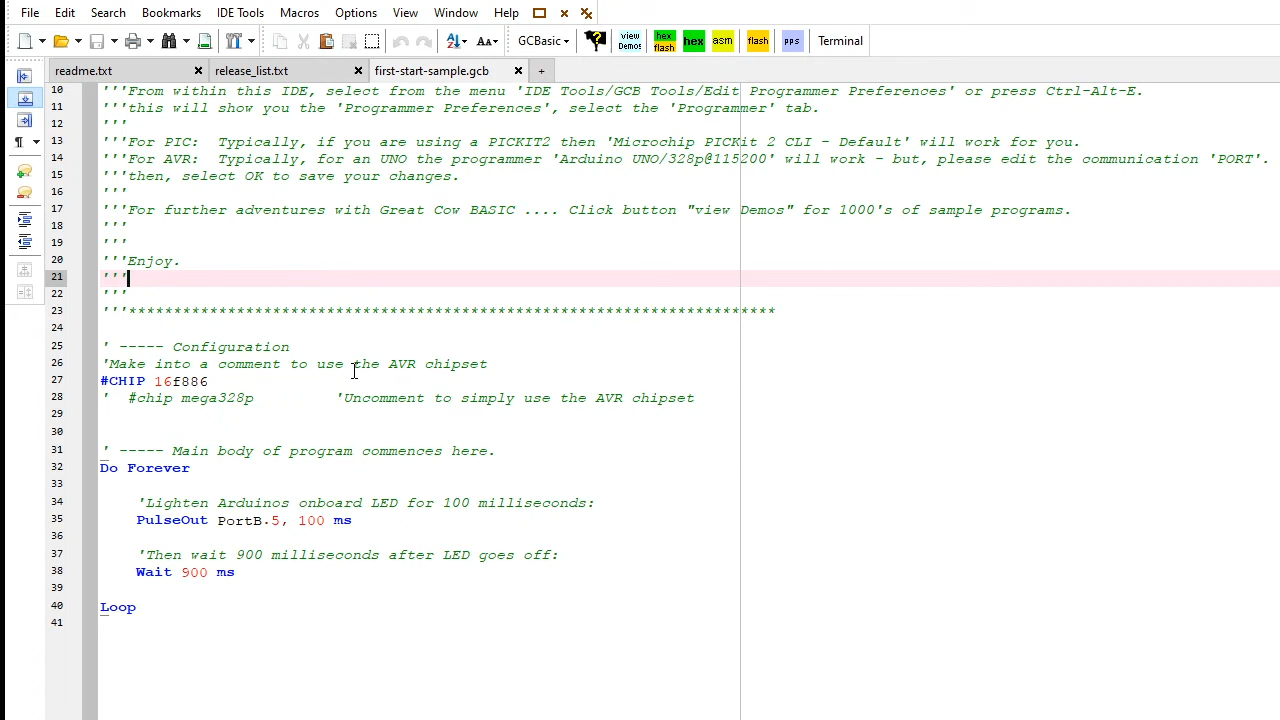 File Edit Search Bookmarks IDE Tools Macros Options View Window Help
GCBasic view Demos hex flash hex asm flash pps Terminal
readme.txt release_list.txt first-start-sample.gcb
10 '''From within this IDE, select from the menu 'IDE Tools/GCB Tools/Edit Programmer Preferences' or press Ctrl-Alt-E.
11 '''this will show you the 'Programmer Preferences', select the 'Programmer' tab.
12 '''
13 '''For PIC:  Typically, if you are using a PICKIT2 then 'Microchip PICKit 2 CLI - Default' will work for you.
14 '''For AVR:  Typically, for an UNO the programmer 'Arduino UNO/328p@115200' will work - but, please edit the communication 'PORT'.
15 '''then, select OK to save your changes.
16 '''
17 '''For further adventures with Great Cow BASIC .... Click button "view Demos" for 1000's of sample programs.
18 '''
19 '''
20 '''Enjoy.
21 '''
22 '''
23 '''************************************************************************
24
25 ' ----- Configuration
26 'Make into a comment to use the AVR chipset
27 #CHIP 16f886
28 '  #chip mega328p         'Uncomment to simply use the AVR chipset
29
30
31 ' ----- Main body of program commences here.
32 Do Forever
33
34     'Lighten Arduinos onboard LED for 100 milliseconds:
35     PulseOut PortB.5, 100 ms
36
37     'Then wait 900 milliseconds after LED goes off:
38     Wait 900 ms
39
40 Loop
41